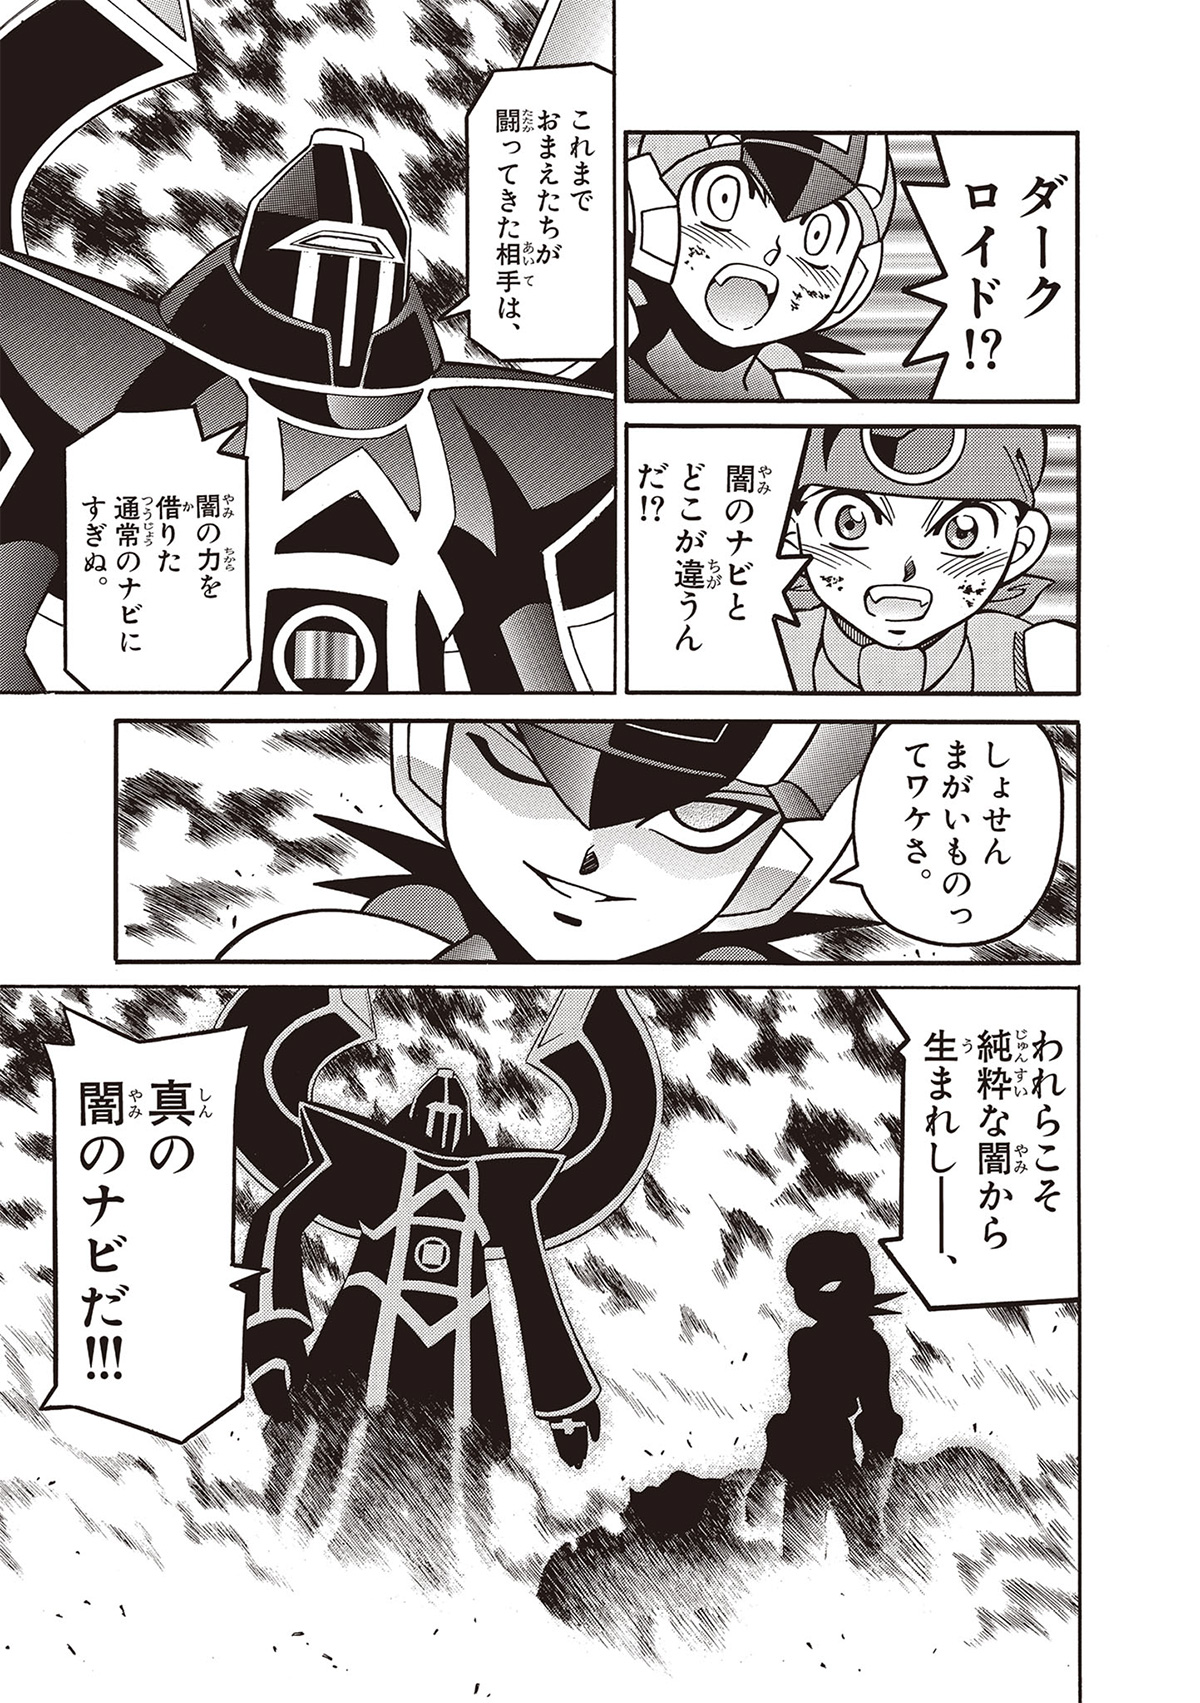 ダーク
ロイド!?
闇のナビと
どこが違うん
だ!?
これまで
おまえたちが
闘ってきた相手は、
闇の力を
借りた
通常のナビに
すぎぬ。
しょせん
まがいものっ
てワケさ。
われらこそ
純粋な闇から
生まれし――、
真の
闇のナビだ!!!